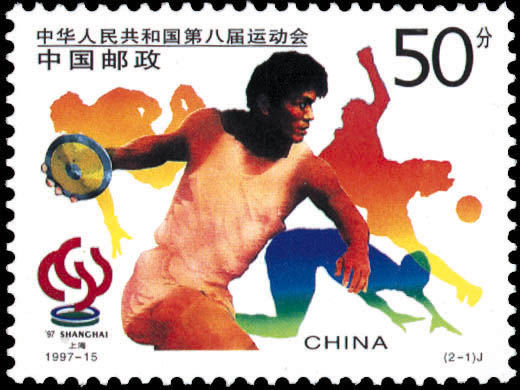 中华人民共和国第八届运动会
中国邮政
50分
'97 SHANGHAI
上海
1997-15
CHINA
(2-1)J